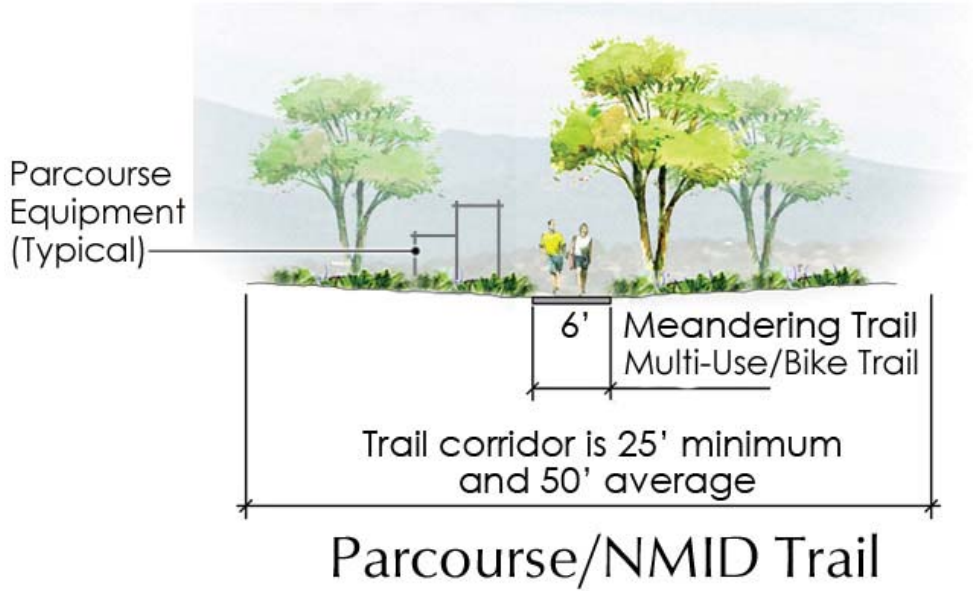 Parcourse
Equipment
(Typical)
6’
Meandering Trail
Multi-Use/Bike Trail
Trail corridor is 25’ minimum
and 50’ average
Parcourse/NMID Trail